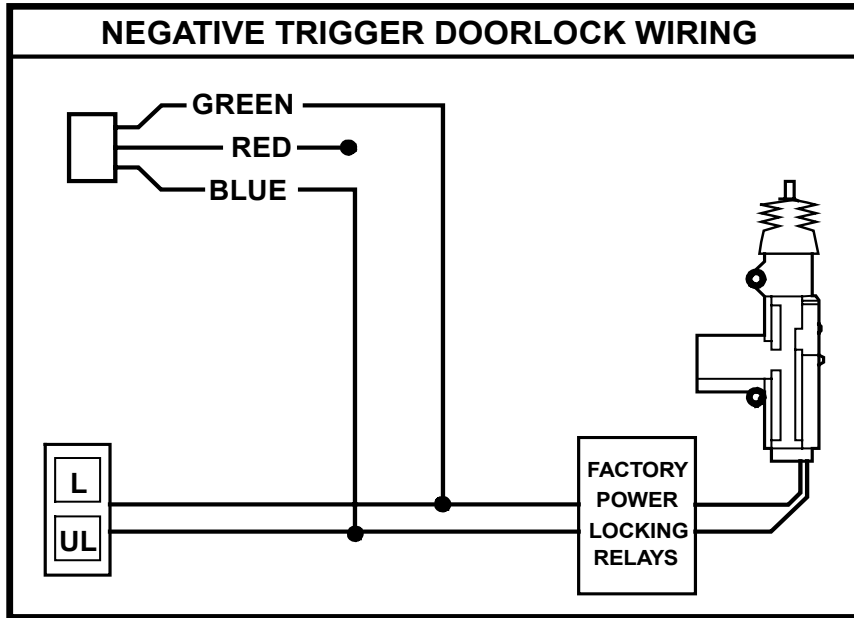 NEGATIVE TRIGGER DOORLOCK WIRING
GREEN
RED
BLUE
L
UL
FACTORY
POWER
LOCKING
RELAYS